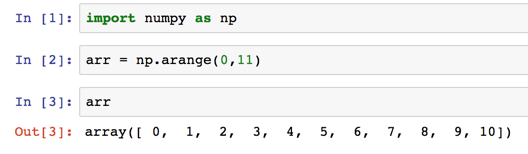 In [1]: import numpy as np
In [2]: arr = np.arange(0,11)
In [3]: arr
Out[3]: array([ 0,  1,  2,  3,  4,  5,  6,  7,  8,  9, 10])